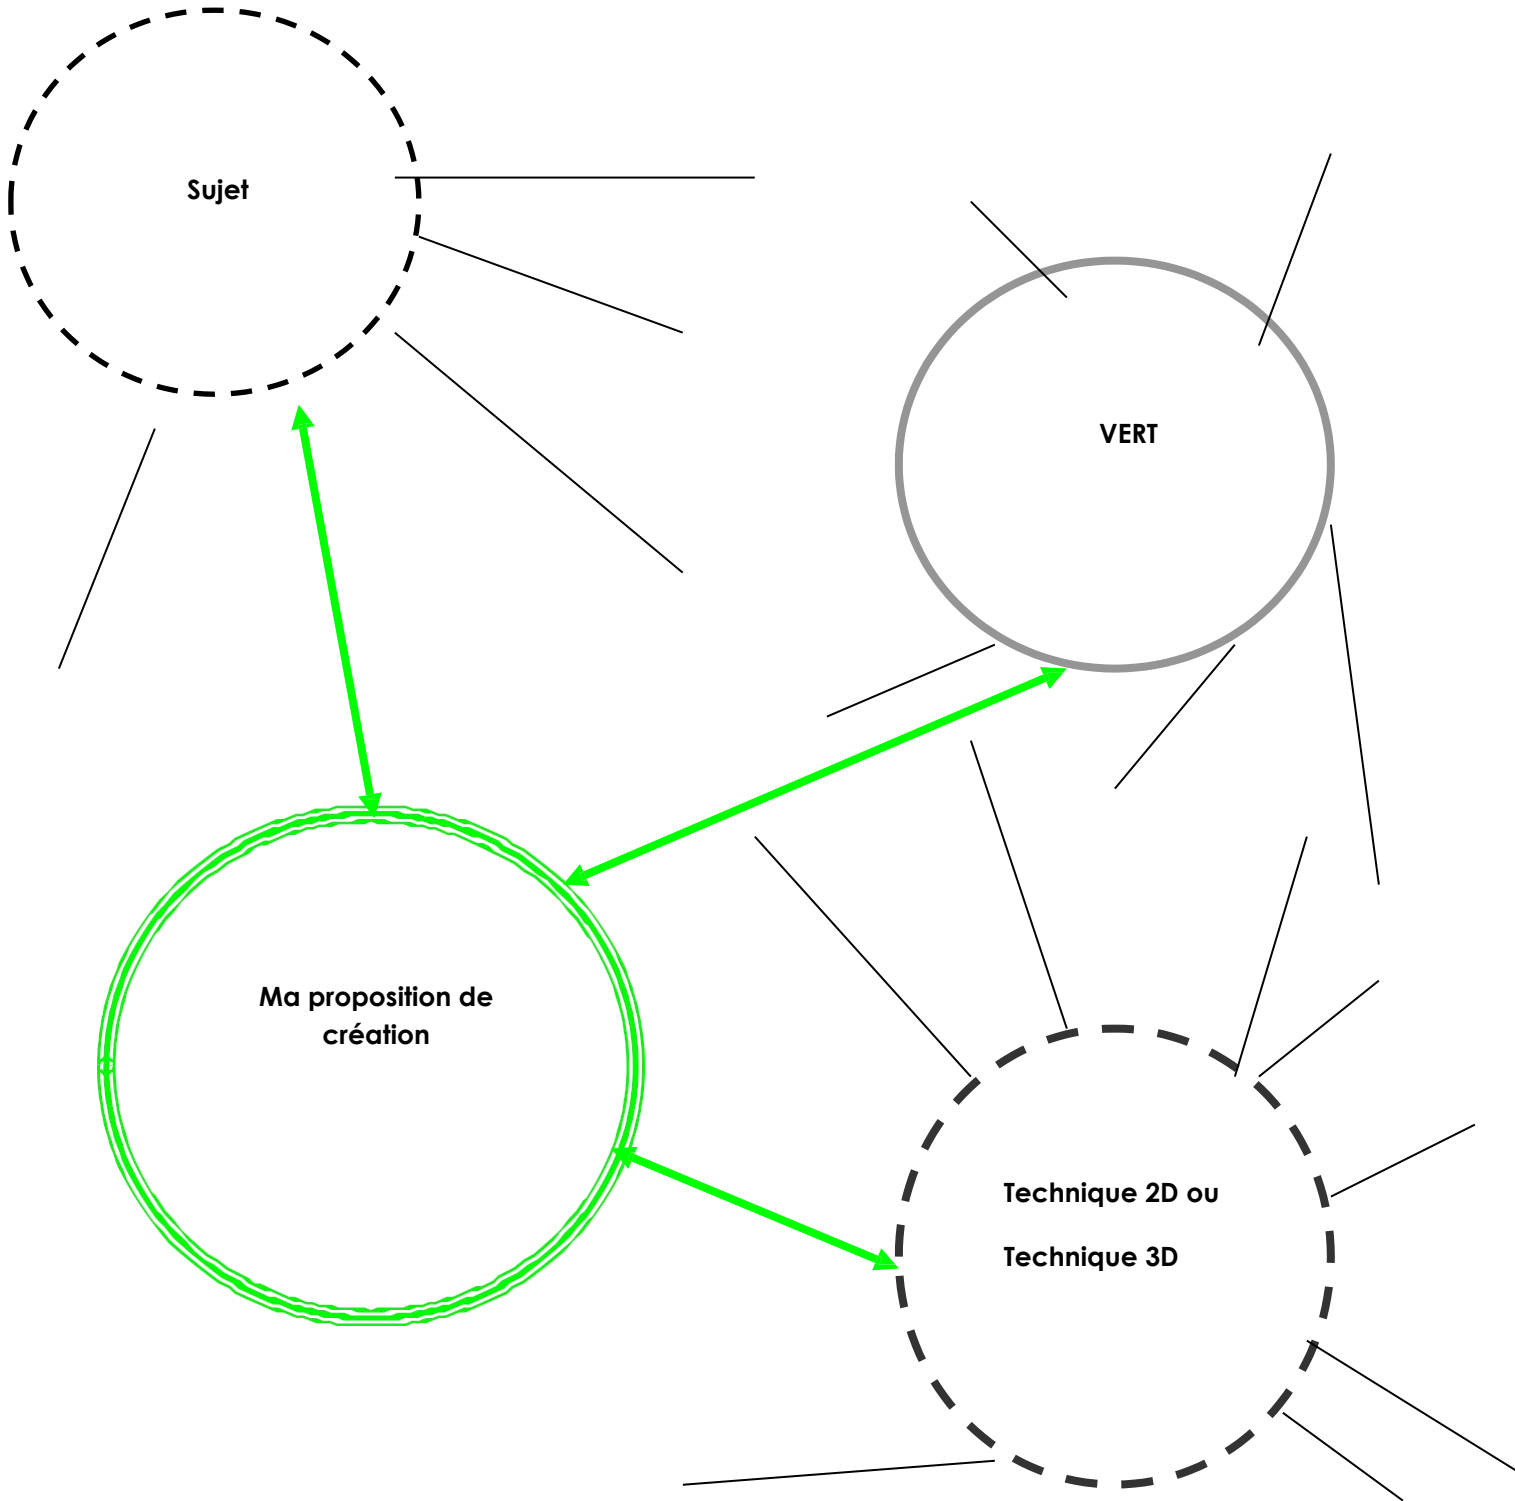 Sujet
VERT
Ma proposition de
création
Technique 2D ou
Technique 3D